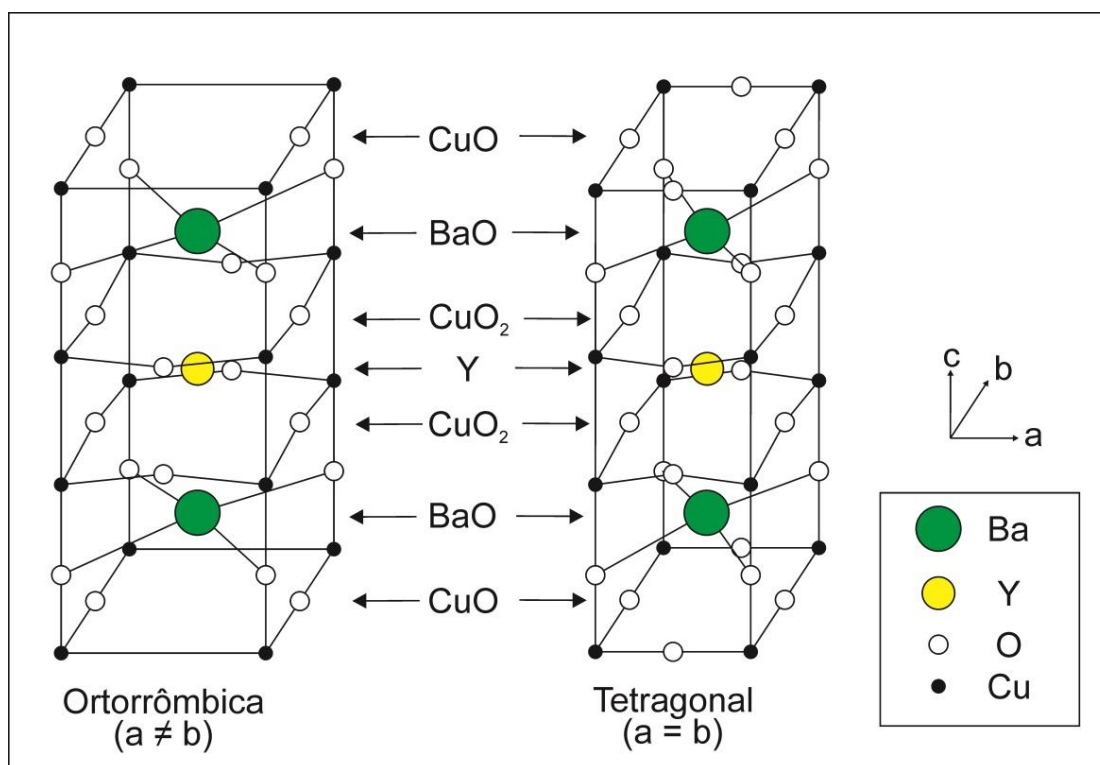 CuO
BaO
CuO₂
Y
CuO₂
BaO
CuO
Ortorrômbica
(a ≠ b)
Tetragonal
(a = b)
c
b
a
Ba
Y
O
Cu